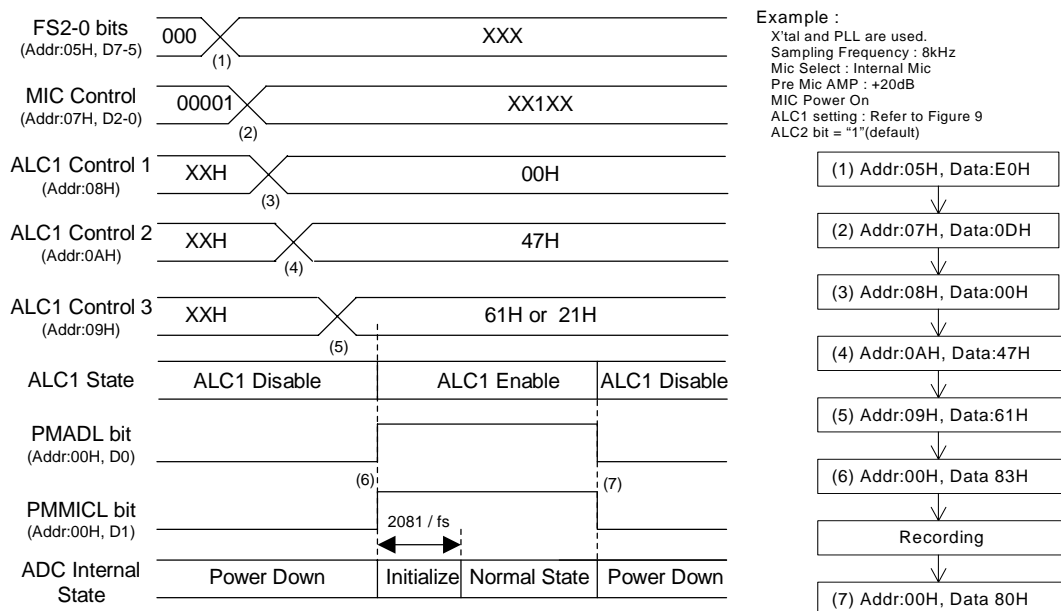 FS2-0 bits
(Addr:05H, D7-5)
000
XXX
(1)
MIC Control
(Addr:07H, D2-0)
00001
XX1XX
(2)
ALC1 Control 1
(Addr:08H)
XXH
00H
(3)
ALC1 Control 2
(Addr:0AH)
XXH
47H
(4)
ALC1 Control 3
(Addr:09H)
XXH
61H or 21H
(5)
ALC1 State
ALC1 Disable
ALC1 Enable
ALC1 Disable
PMADL bit
(Addr:00H, D0)
(6)
(7)
PMMICL bit
(Addr:00H, D1)
2081 / fs
ADC Internal
State
Power Down
Initialize
Normal State
Power Down
Example :
X'tal and PLL are used.
Sampling Frequency : 8kHz
Mic Select : Internal Mic
Pre Mic AMP : +20dB
MIC Power On
ALC1 setting : Refer to Figure 9
ALC2 bit = “1”(default)
(1) Addr:05H, Data:E0H
(2) Addr:07H, Data:0DH
(3) Addr:08H, Data:00H
(4) Addr:0AH, Data:47H
(5) Addr:09H, Data:61H
(6) Addr:00H, Data 83H
Recording
(7) Addr:00H, Data 80H